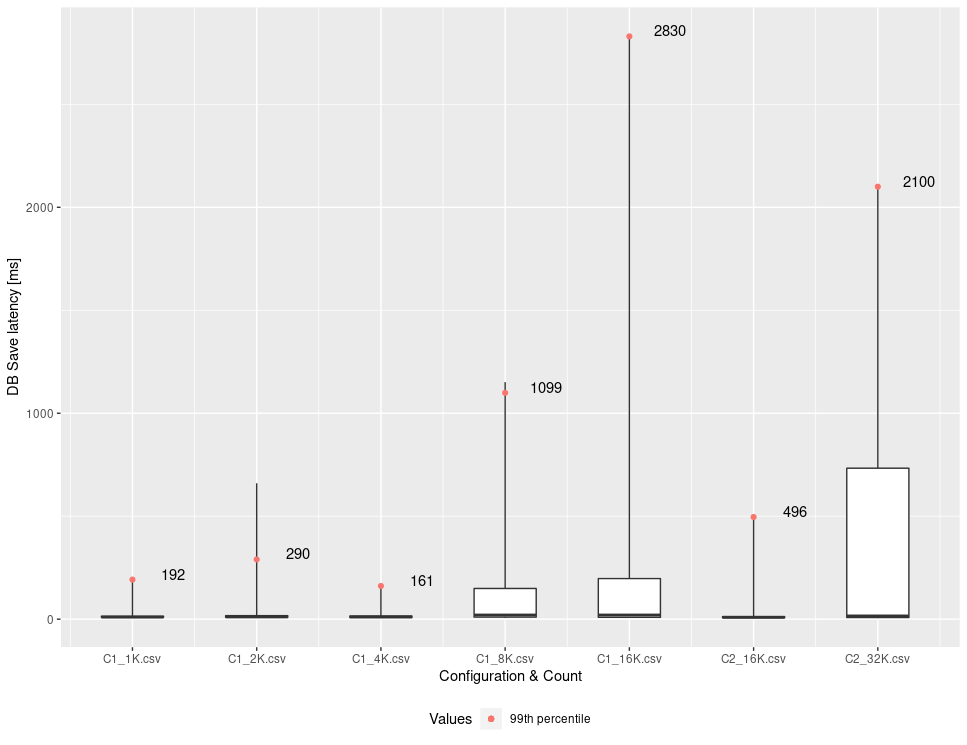 2830
2100
2000
DB Save latency [ms]
1099
1000
496
290
192
161
0
C1_1K.csv C1_2K.csv C1_4K.csv C1_8K.csv C1_16K.csv C2_16K.csv C2_32K.csv
Configuration & Count
Values 99th percentile